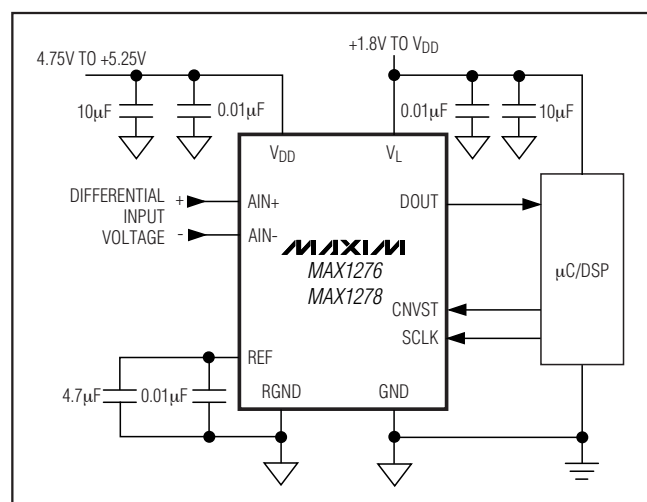 +1.8V TO VDD
4.75V TO +5.25V
10µF
0.01µF
0.01µF
10µF
VDD
VL
DIFFERENTIAL
INPUT
VOLTAGE
+
-
AIN+
AIN-
DOUT
MAXIM
MAX1276
MAX1278
µC/DSP
CNVST
SCLK
REF
4.7µF
0.01µF
RGND
GND